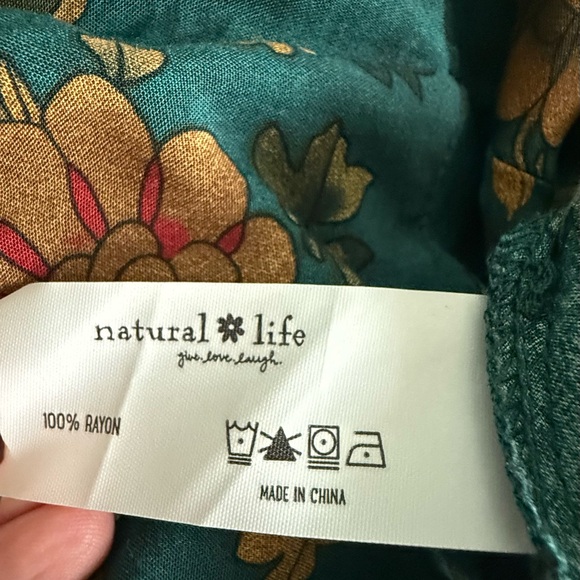 natural life
give.love.laugh.
100% RAYON
MADE IN CHINA